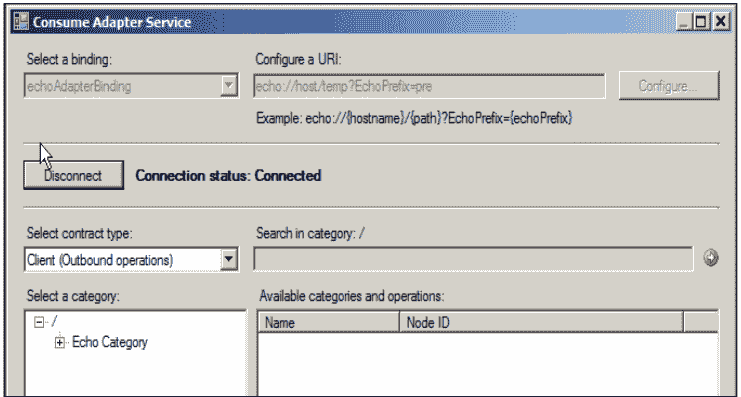 Consume Adapter Service
Select a binding:
Configure a URI:
echoAdapterBinding
echo://host/temp?EchoPrefix=pre
Configure...
Example: echo://{hostname}/{path}?EchoPrefix={echoPrefix}
Disconnect
Connection status: Connected
Select contract type:
Search in category: /
Client (Outbound operations)
Select a category:
Available categories and operations:
/
Name
Node ID
Echo Category